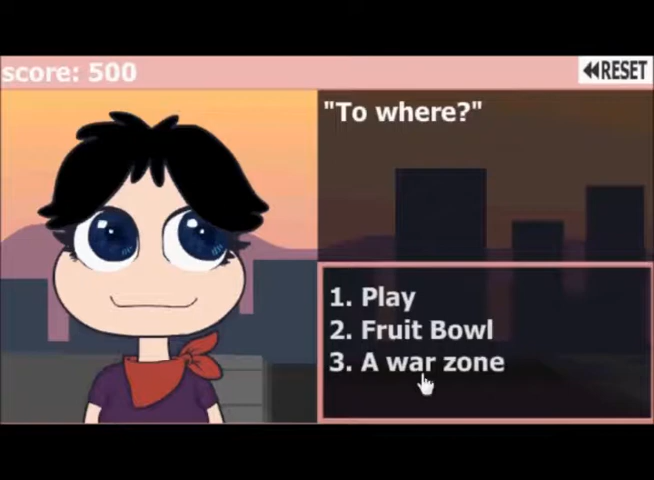 score: 500
RESET
"To where?"
1. Play
2. Fruit Bowl
3. A war zone